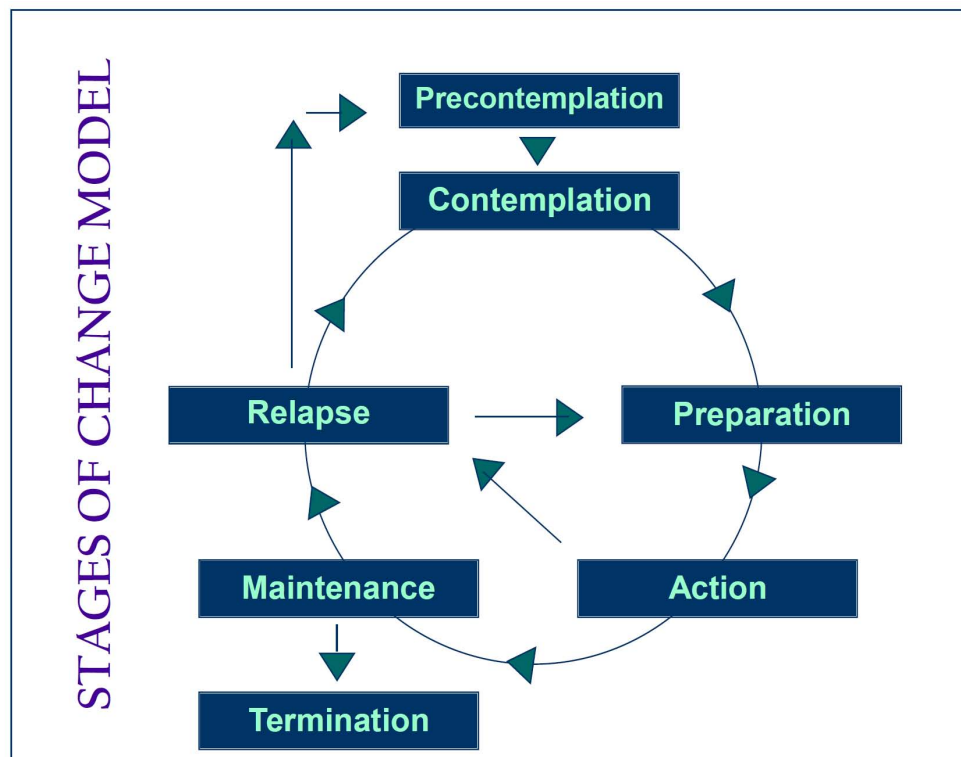 STAGES OF CHANGE MODEL
Precontemplation
Contemplation
Relapse
Preparation
Maintenance
Action
Termination